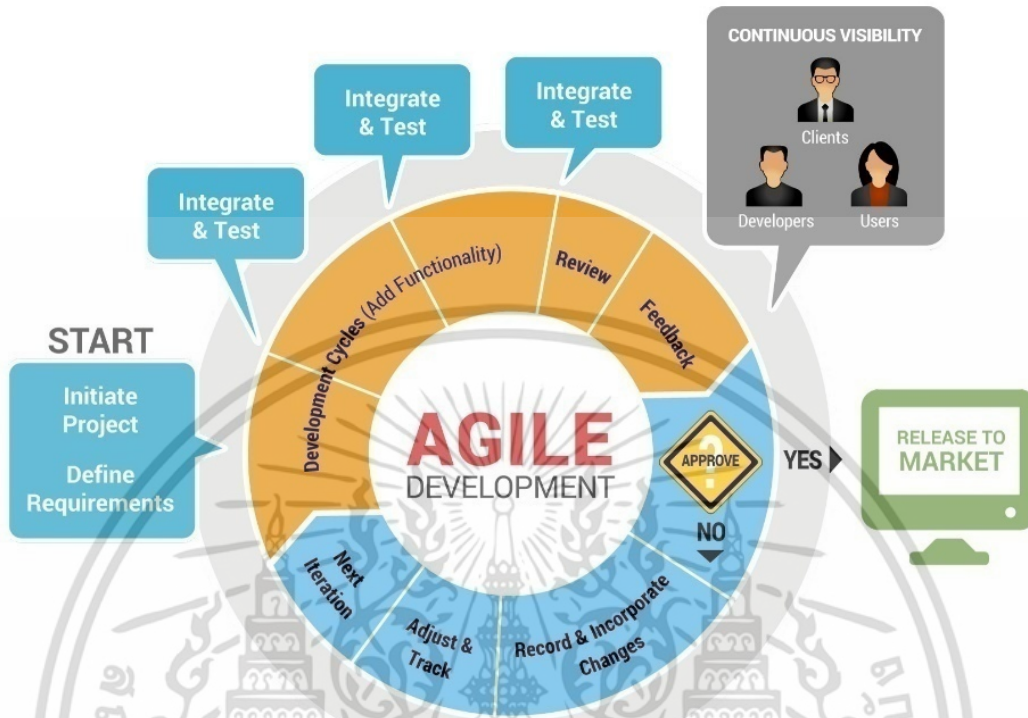 CONTINUOUS VISIBILITY
Clients
Developers
Users
Integrate
& Test
Integrate
& Test
Integrate
& Test
START
Initiate
Project
Define
Requirements
Development Cycles (Add Functionality)
Review
Feedback
AGILE
DEVELOPMENT
?
APPROVE
YES
NO
RELEASE TO
MARKET
Record & Incorporate
Changes
Adjust &
Track
Next
Iteration